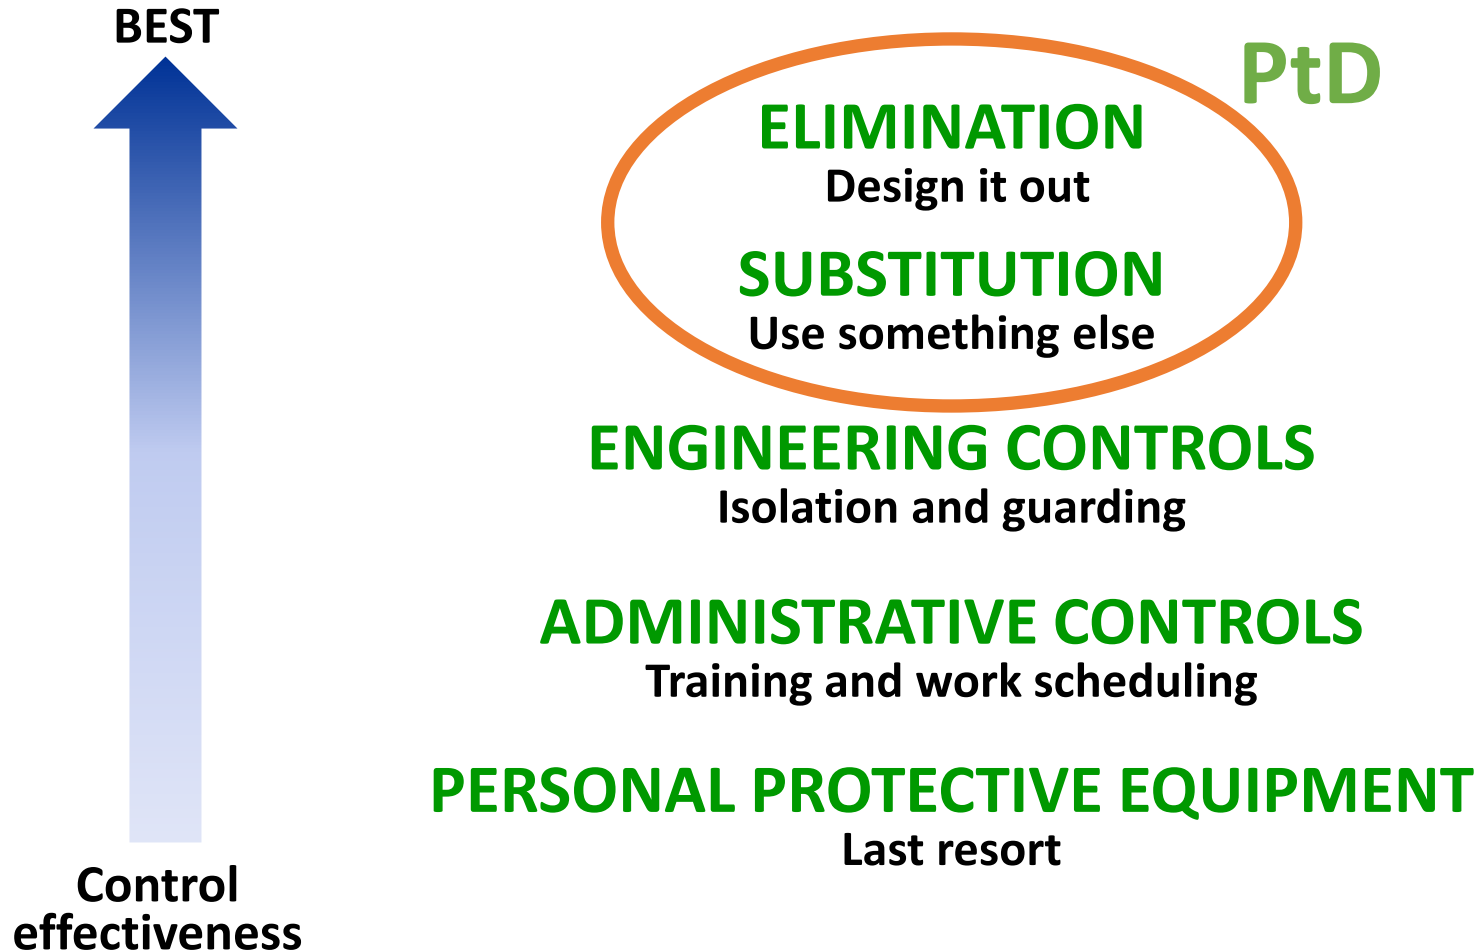 BEST
PtD
ELIMINATION
Design it out
SUBSTITUTION
Use something else
ENGINEERING CONTROLS
Isolation and guarding
ADMINISTRATIVE CONTROLS
Training and work scheduling
PERSONAL PROTECTIVE EQUIPMENT
Last resort
Control
effectiveness